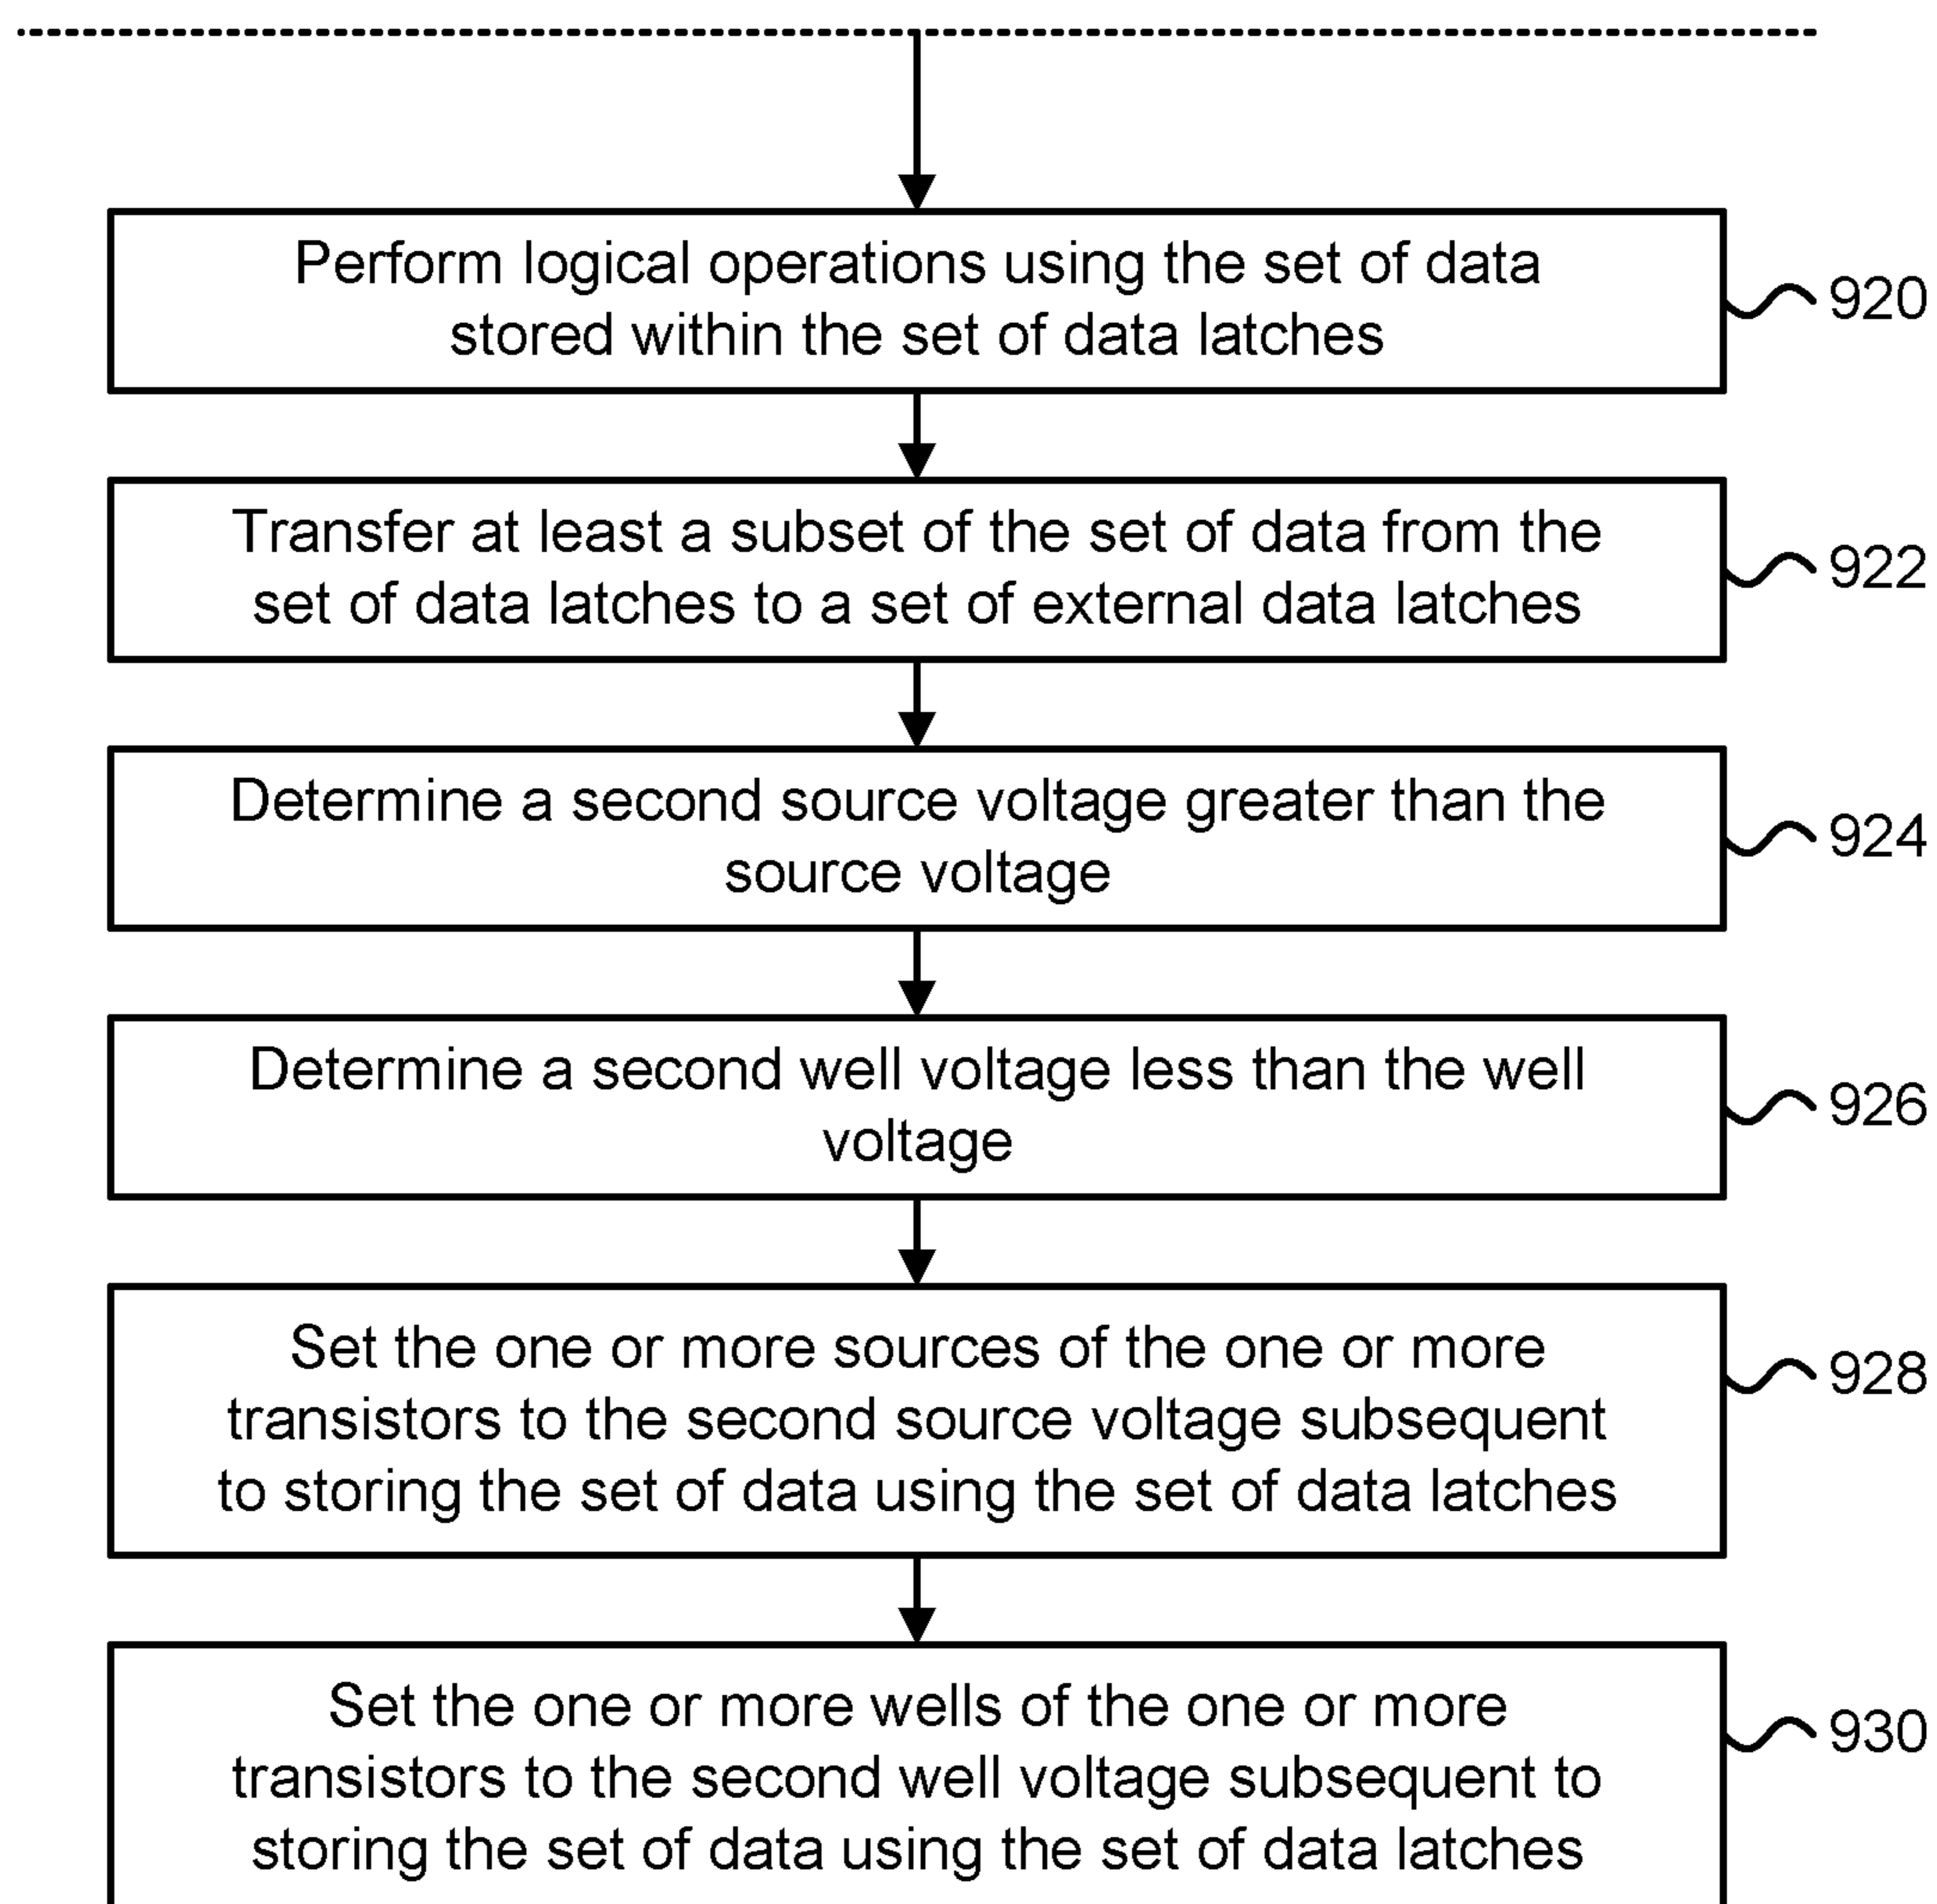 Perform logical operations using the set of data
stored within the set of data latches
920
Transfer at least a subset of the set of data from the
set of data latches to a set of external data latches
922
Determine a second source voltage greater than the
source voltage
924
Determine a second well voltage less than the well
voltage
926
Set the one or more sources of the one or more
transistors to the second source voltage subsequent
to storing the set of data using the set of data latches
928
Set the one or more wells of the one or more
transistors to the second well voltage subsequent to
storing the set of data using the set of data latches
930